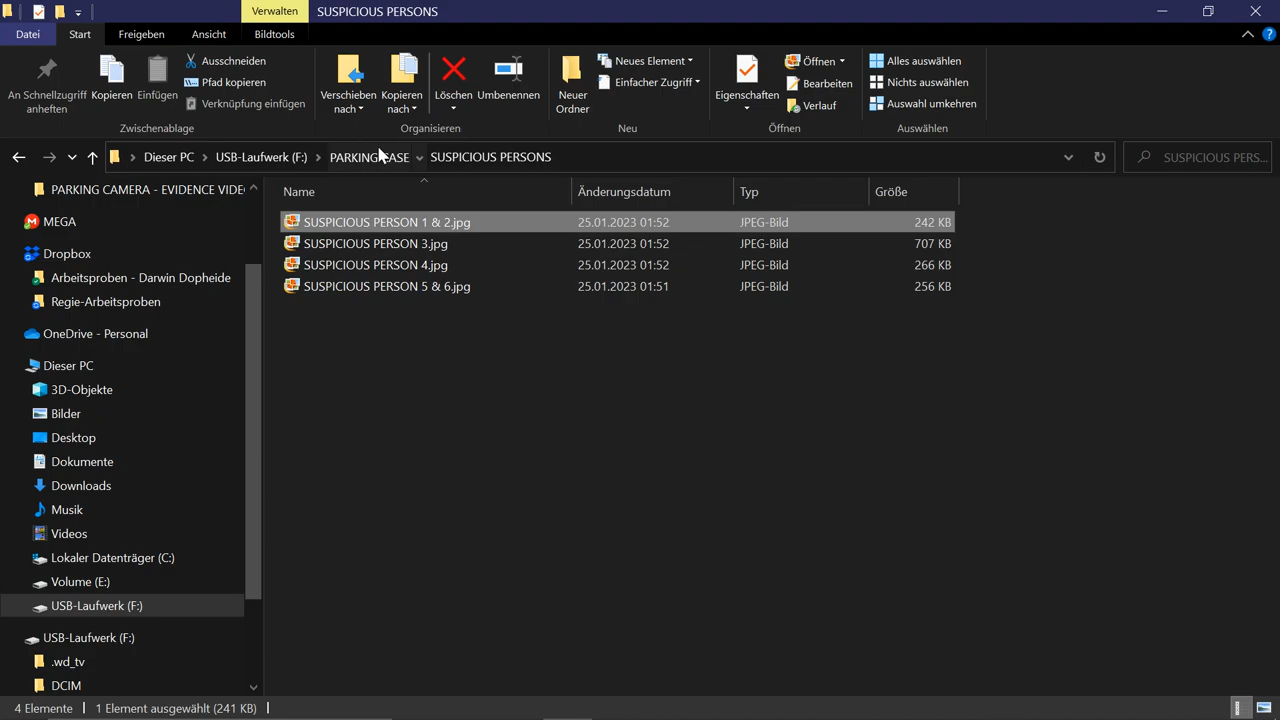 Verwalten
SUSPICIOUS PERSONS
Datei
Start
Freigeben
Ansicht
Bildtools
An Schnellzugriff
anheften
Kopieren
Einfügen
Ausschneiden
Pfad kopieren
Verknüpfung einfügen
Zwischenablage
Verschieben
nach
Kopieren
nach
Löschen
Umbenennen
Organisieren
Neuer
Ordner
Neues Element
Einfacher Zugriff
Neu
Eigenschaften
Öffnen
Bearbeiten
Verlauf
Öffnen
Alles auswählen
Nichts auswählen
Auswahl umkehren
Auswählen
Dieser PC
USB-Laufwerk (F:)
PARKING CASE
SUSPICIOUS PERSONS
SUSPICIOUS PERS...
Name
Änderungsdatum
Typ
Größe
SUSPICIOUS PERSON 1 & 2.jpg 25.01.2023 01:52 JPEG-Bild 242 KB
SUSPICIOUS PERSON 3.jpg 25.01.2023 01:52 JPEG-Bild 707 KB
SUSPICIOUS PERSON 4.jpg 25.01.2023 01:52 JPEG-Bild 266 KB
SUSPICIOUS PERSON 5 & 6.jpg 25.01.2023 01:51 JPEG-Bild 256 KB
PARKING CAMERA - EVIDENCE VIDE
MEGA
Dropbox
Arbeitsproben - Darwin Dopheide
Regie-Arbeitsproben
OneDrive - Personal
Dieser PC
3D-Objekte
Bilder
Desktop
Dokumente
Downloads
Musik
Videos
Lokaler Datenträger (C:)
Volume (E:)
USB-Laufwerk (F:)
USB-Laufwerk (F:)
.wd_tv
DCIM
4 Elemente
1 Element ausgewählt (241 KB)